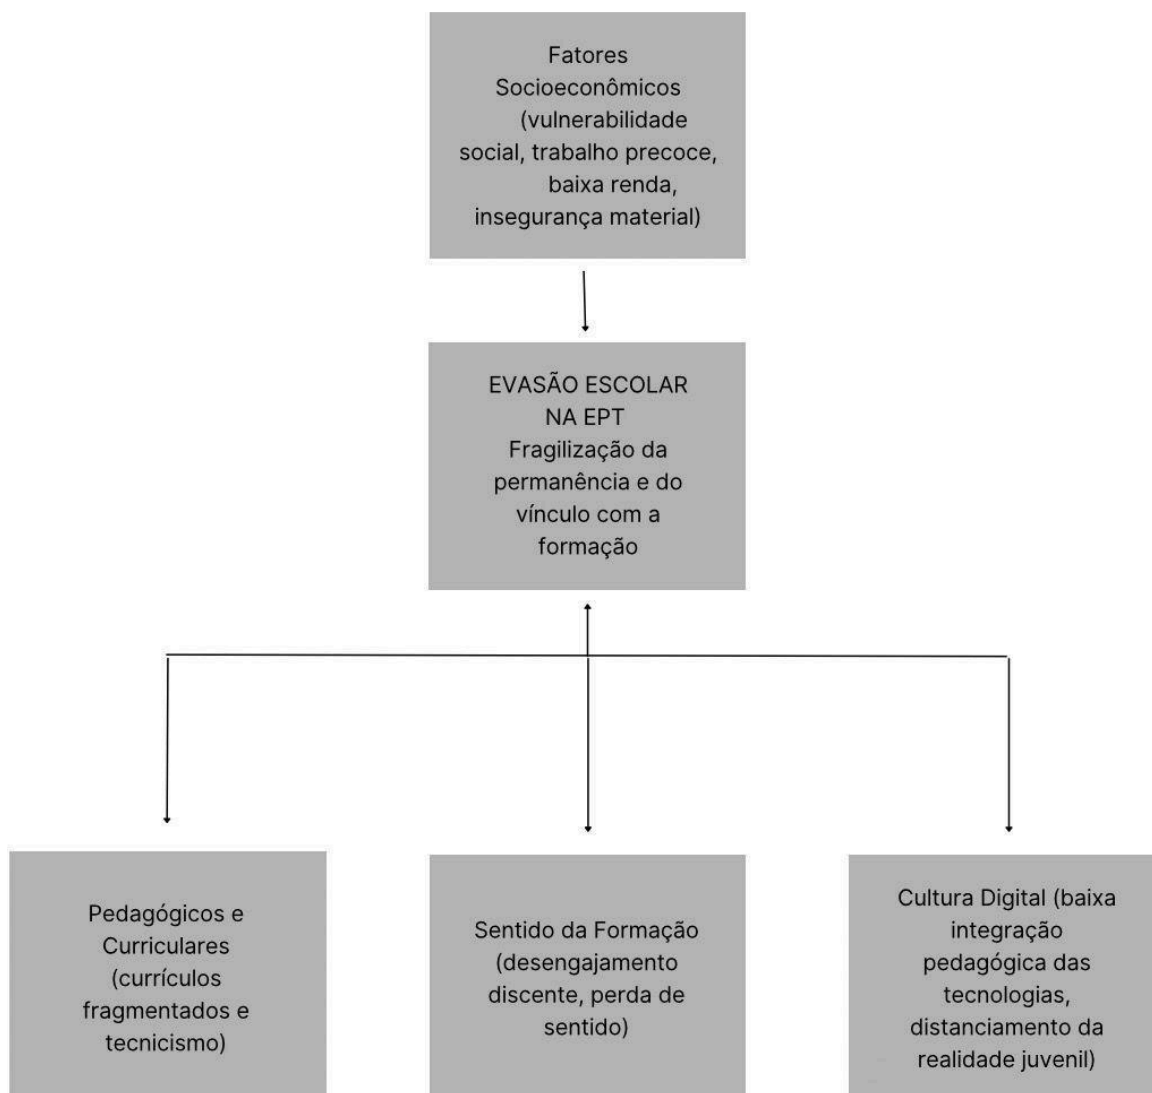 Fatores
Socioeconômicos
(vulnerabilidade
social, trabalho precoce,
baixa renda,
insegurança material)
EVASÃO ESCOLAR
NA EPT
Fragilização da
permanência e do
vínculo com a
formação
Pedagógicos e
Curriculares
(currículos
fragmentados e
tecnicismo)
Sentido da Formação
(desengajamento
discente, perda de
sentido)
Cultura Digital (baixa
integração
pedagógica das
tecnologias,
distanciamento da
realidade juvenil)